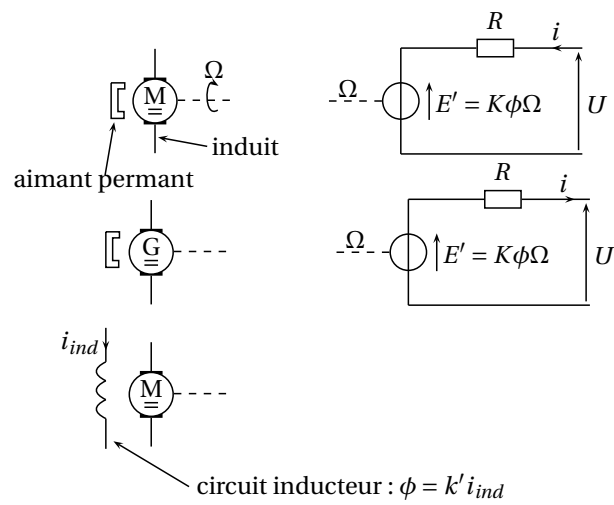 R i
Ω
M
Ω E′ = KϕΩ U
induit
aimant permant
R i
G
Ω E′ = KϕΩ U
i_ind
M
circuit inducteur : ϕ = k′i_ind